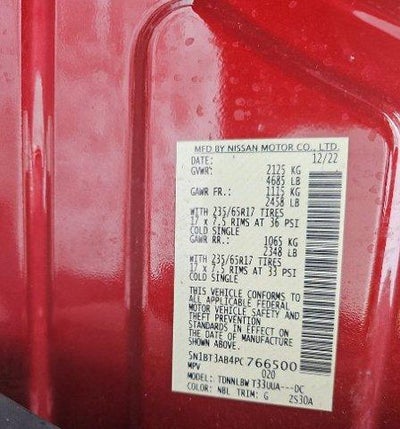 MFD BY NISSAN MOTOR CO., LTD.
DATE: 12/22
GVWR: 2125 KG
4685 LB
GAWR FR.: 1115 KG
2458 LB
WITH 235/65R17 TIRES
17 x 7.5 RIMS AT 36 PSI
COLD SINGLE
GAWR RR.: 1065 KG
2348 LB
WITH 235/65R17 TIRES
17 x 7.5 RIMS AT 33 PSI
COLD SINGLE
THIS VEHICLE CONFORMS TO
ALL APPLICABLE FEDERAL
MOTOR VEHICLE SAFETY AND
THEFT PREVENTION
STANDARDS IN EFFECT ON
THE DATE OF MANUFACTURE
SHOWN ABOVE.
5N1BT3AB4PC766500
MPV 020
MODEL: TDNNLBW T33UUA---DC
COLOR: NBL TRIM: G 2S30A